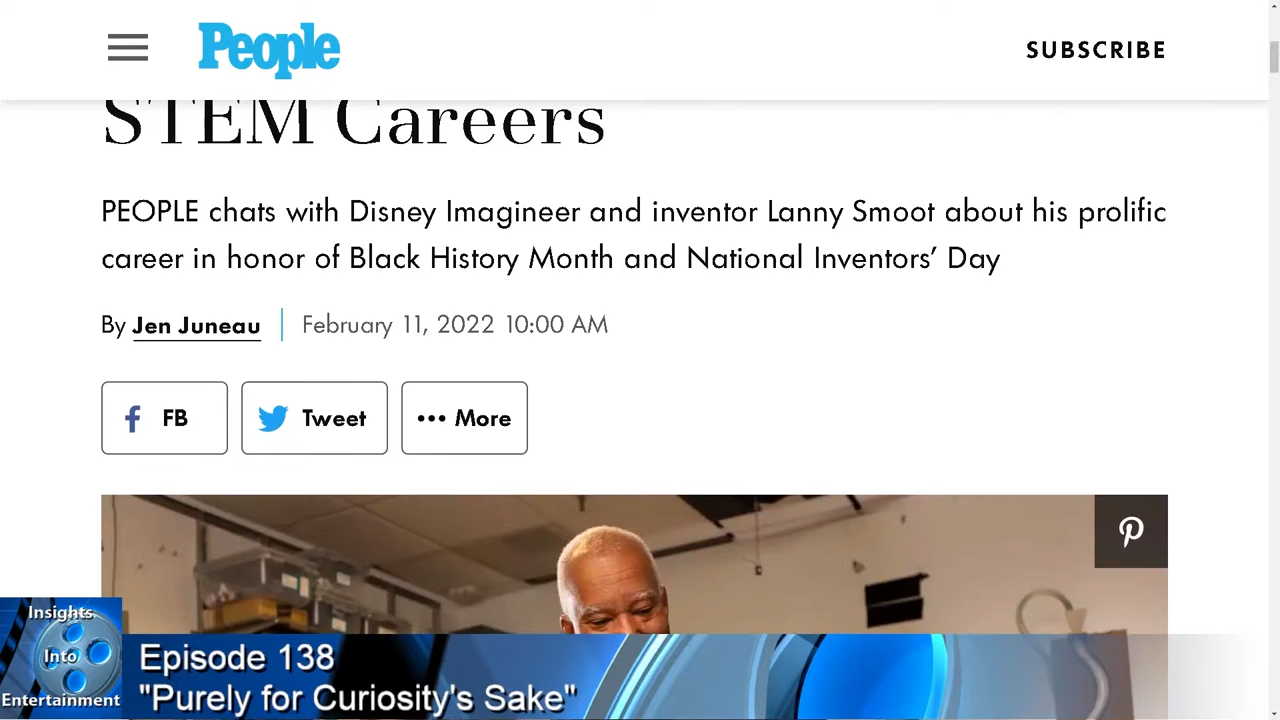 People
SUBSCRIBE
STEM Careers
PEOPLE chats with Disney Imagineer and inventor Lanny Smoot about his prolific
career in honor of Black History Month and National Inventors’ Day
By Jen Juneau
February 11, 2022 10:00 AM
FB
Tweet
More
Insights
Into
Entertainment
Episode 138
"Purely for Curiosity's Sake"